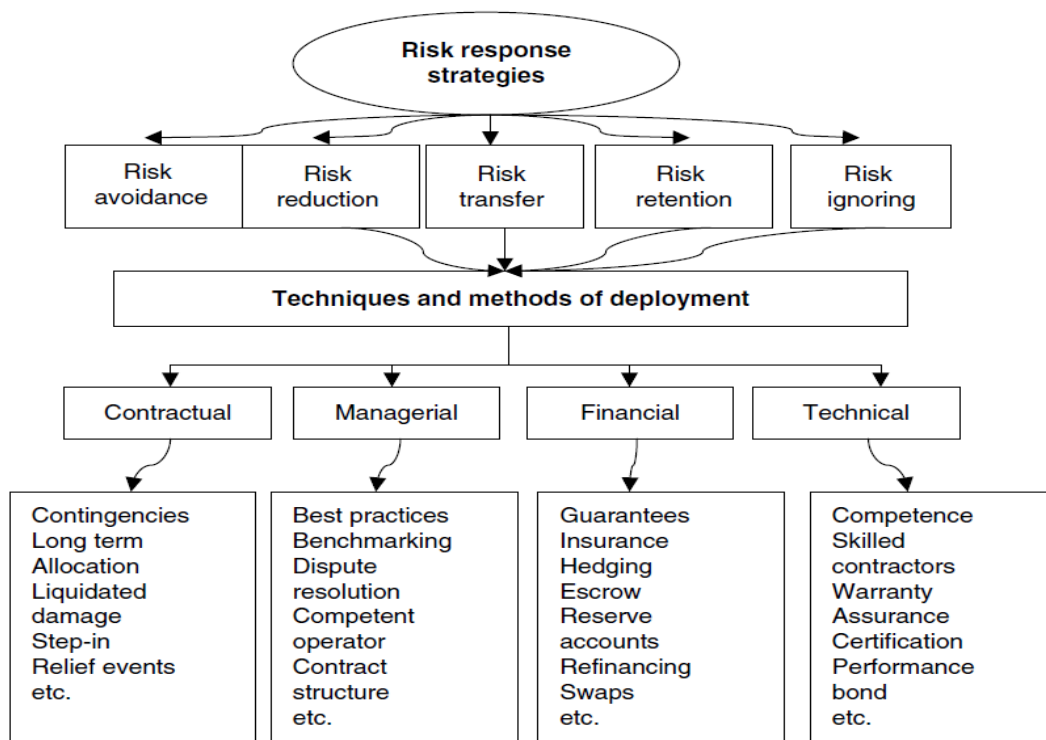 Risk response
strategies
Risk
avoidance
Risk
reduction
Risk
transfer
Risk
retention
Risk
ignoring
Techniques and methods of deployment
Contractual
Managerial
Financial
Technical
Contingencies
Long term
Allocation
Liquidated
damage
Step-in
Relief events
etc.
Best practices
Benchmarking
Dispute
resolution
Competent
operator
Contract
structure
etc.
Guarantees
Insurance
Hedging
Escrow
Reserve
accounts
Refinancing
Swaps
etc.
Competence
Skilled
contractors
Warranty
Assurance
Certification
Performance
bond
etc.